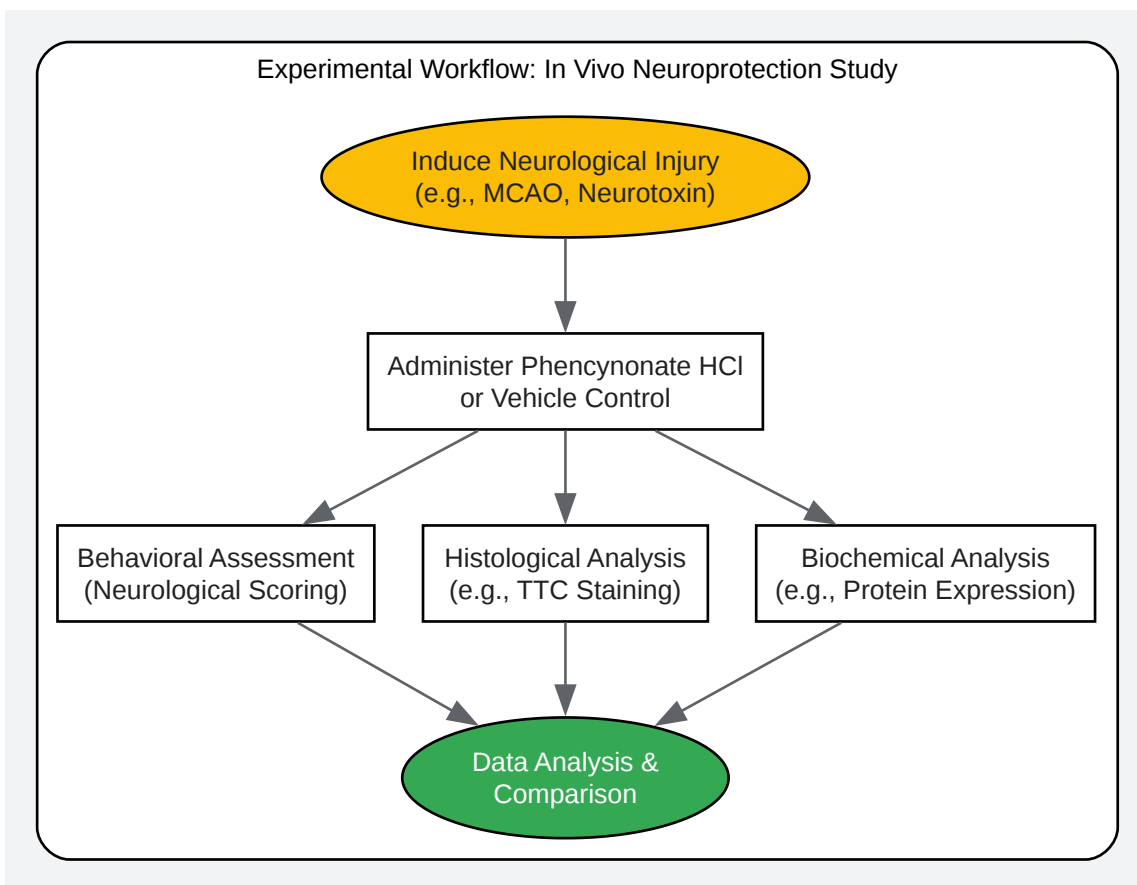 Experimental Workflow: In Vivo Neuroprotection Study
Induce Neurological Injury
(e.g., MCAO, Neurotoxin)
Administer Phencynonate HCl
or Vehicle Control
Behavioral Assessment
(Neurological Scoring)
Histological Analysis
(e.g., TTC Staining)
Biochemical Analysis
(e.g., Protein Expression)
Data Analysis &
Comparison